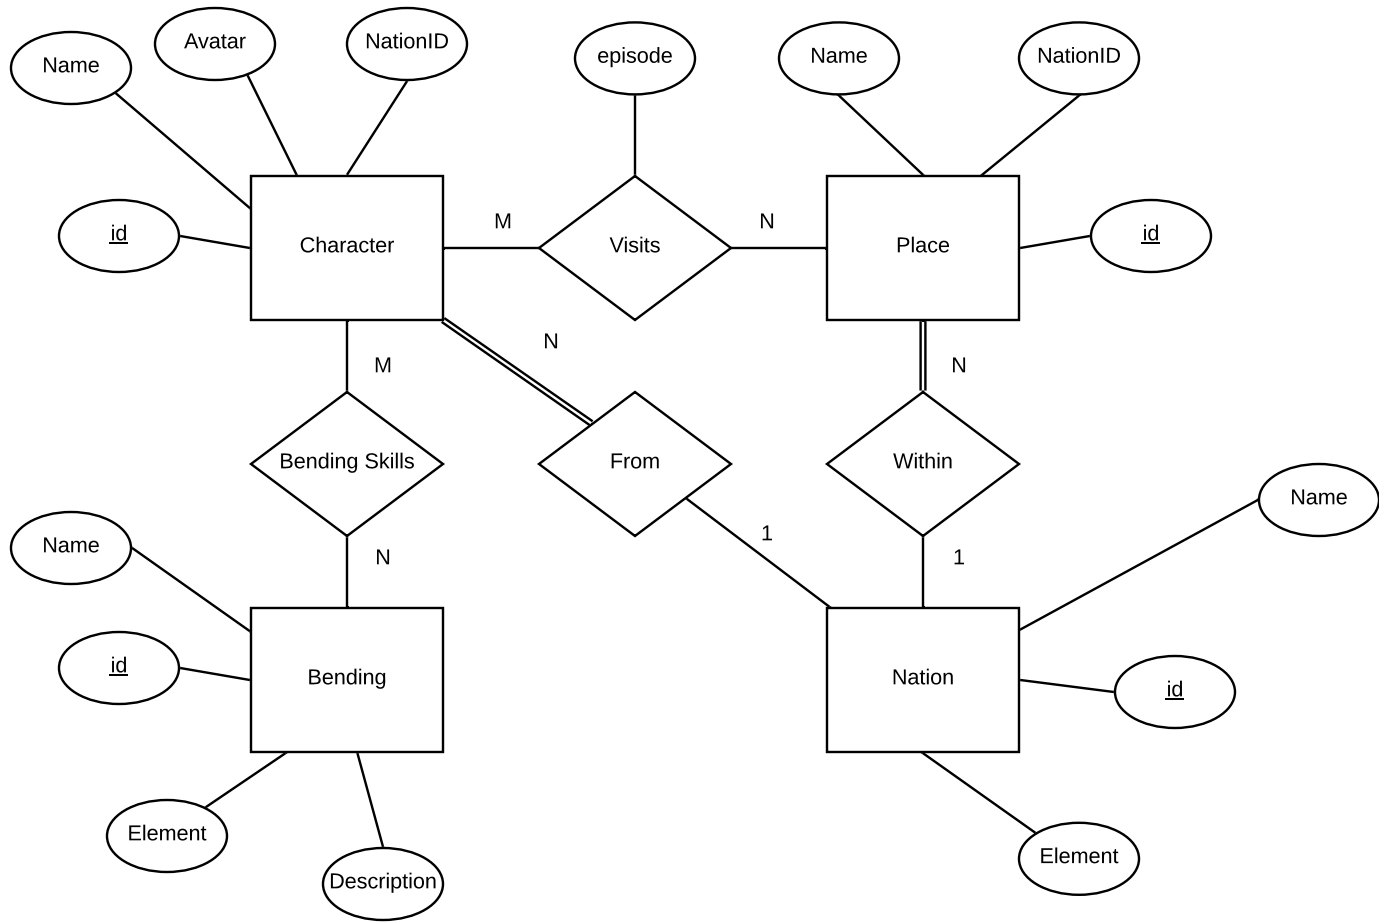 Name
Avatar
NationID
episode
Name
NationID
id
Character
M
Visits
N
Place
id
M
N
N
Bending Skills
From
Within
Name
Name
N
1
1
id
Bending
Nation
id
Element
Description
Element